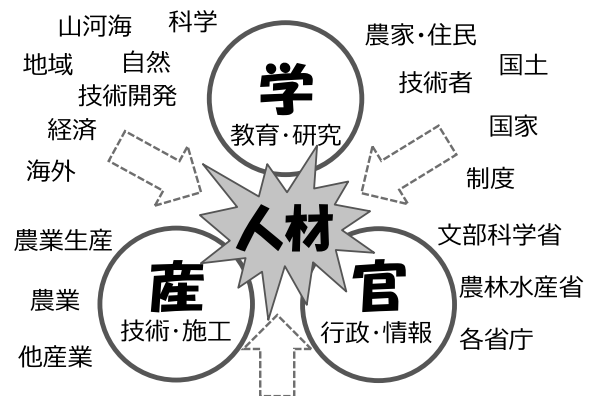 山河海
科学
地域
自然
技術開発
経済
海外
農家・住民
国土
技術者
国家
制度
学
教育・研究
人材
農業生産
農業
他産業
産
技術・施工
官
行政・情報
文部科学省
農林水産省
各省庁